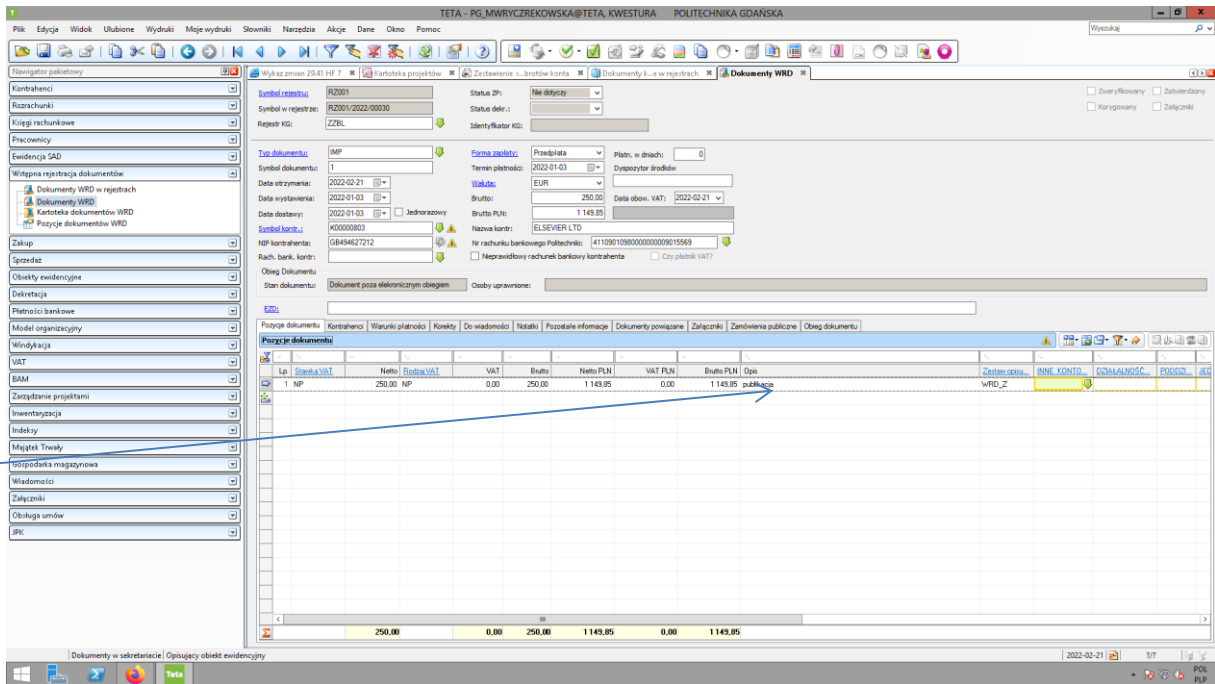 TETA - PG_MWRYCZREKOWSKA@TETA, KWESTURA POLITECHNIKA GDAŃSKA
Plik Edycja Widok Ulubione Wydruki Moje wydruki Słowniki Narzędzia Akcje Dane Okno Pomoc
Wyszukaj
Nawigator pakietowy
Wykaz zmian 29.41 HF 7 Kartoteka projektów Zestawienie s...brotów konta Dokumenty k...e w rejestrach Dokumenty WRD
Kontrahenci
Rozrachunki
Księgi rachunkowe
Pracownicy
Ewidencja SAD
Wstępna rejestracja dokumentów
Dokumenty WRD w rejestrach
Dokumenty WRD
Kartoteka dokumentów WRD
Pozycje dokumentów WRD
Zakup
Sprzedaż
Obiekty ewidencyjne
Dekretacja
Płatności bankowe
Model organizacyjny
Windykacja
VAT
BAM
Zarządzanie projektami
Inwentaryzacja
Indeksy
Majątek Trwały
Gospodarka magazynowa
Wiadomości
Załączniki
Obsługa umów
JPK
Symbol rejestru: RZ001 Status ZP: Nie dotyczy Zweryfikowany Zatwierdzony
Symbol w rejestrze: RZ001/2022/00030 Status dekr.: Korygowany Załączniki
Rejestr KG: ZZBL Identyfikator KG:
Typ dokumentu: IMP Forma zapłaty: Przedpłata Płatn. w dniach: 0
Symbol dokumentu: 1 Termin płatności: 2022-01-03 Dyspozytor środków
Data otrzymania: 2022-02-21 Waluta: EUR
Data wystawienia: 2022-01-03 Brutto: 250,00 Data obow. VAT: 2022-02-21
Data dostawy: 2022-01-03 Jednorazowy Brutto PLN: 1 149,85
Symbol kontr.: K00000803 Nazwa kontr: ELSEVIER LTD
NIP kontrahenta: GB494627212 Nr rachunku bankowego Politechniki: 41109010980000000009015569
Rach. bank. kontr: Nieprawidłowy rachunek bankowy kontrahenta Czy płatnik VAT?
Obieg Dokumentu
Stan dokumentu: Dokument poza elekronicznym obiegiem Osoby uprawnione:
EZD:
Pozycje dokumentu Kontrahenci Warunki płatności Korekty Do wiadomości Notatki Pozostałe informacje Dokumenty powiązane Załączniki Zamówienia publiczne Obieg dokumentu
Pozycje dokumentu
Lp. Stawka VAT Netto Rodzaj VAT VAT Brutto Netto PLN VAT PLN Brutto PLN Opis Zestaw opisu... INNE_KONTO... DZIAŁALNOŚĆ... PODDZI... JED
1 NP 250,00 NP 0,00 250,00 1 149,85 0,00 1 149,85 publikacja WRD_Z
250,00 0,00 250,00 1 149,85 0,00 1 149,85
Dokumenty w sekretariacie Opisujący obiekt ewidencyjny 2022-02-21 ?/?
Teta
POL
PLP